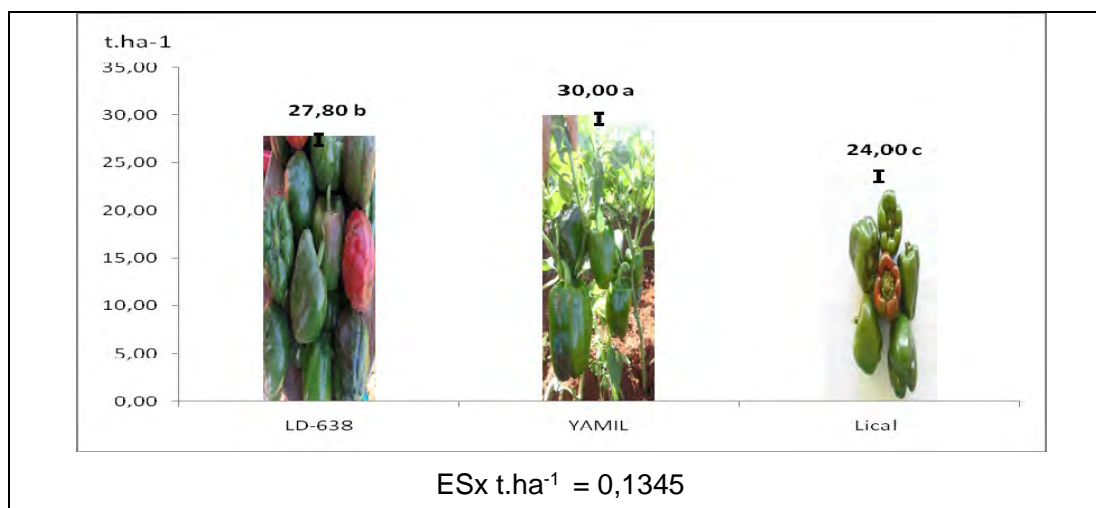 t.ha-1
35,00
30,00
25,00
20,00
15,00
10,00
5,00
0,00
27,80 b
30,00 a
24,00 c
LD-638
YAMIL
Lical
ESx t.ha-1 = 0,1345